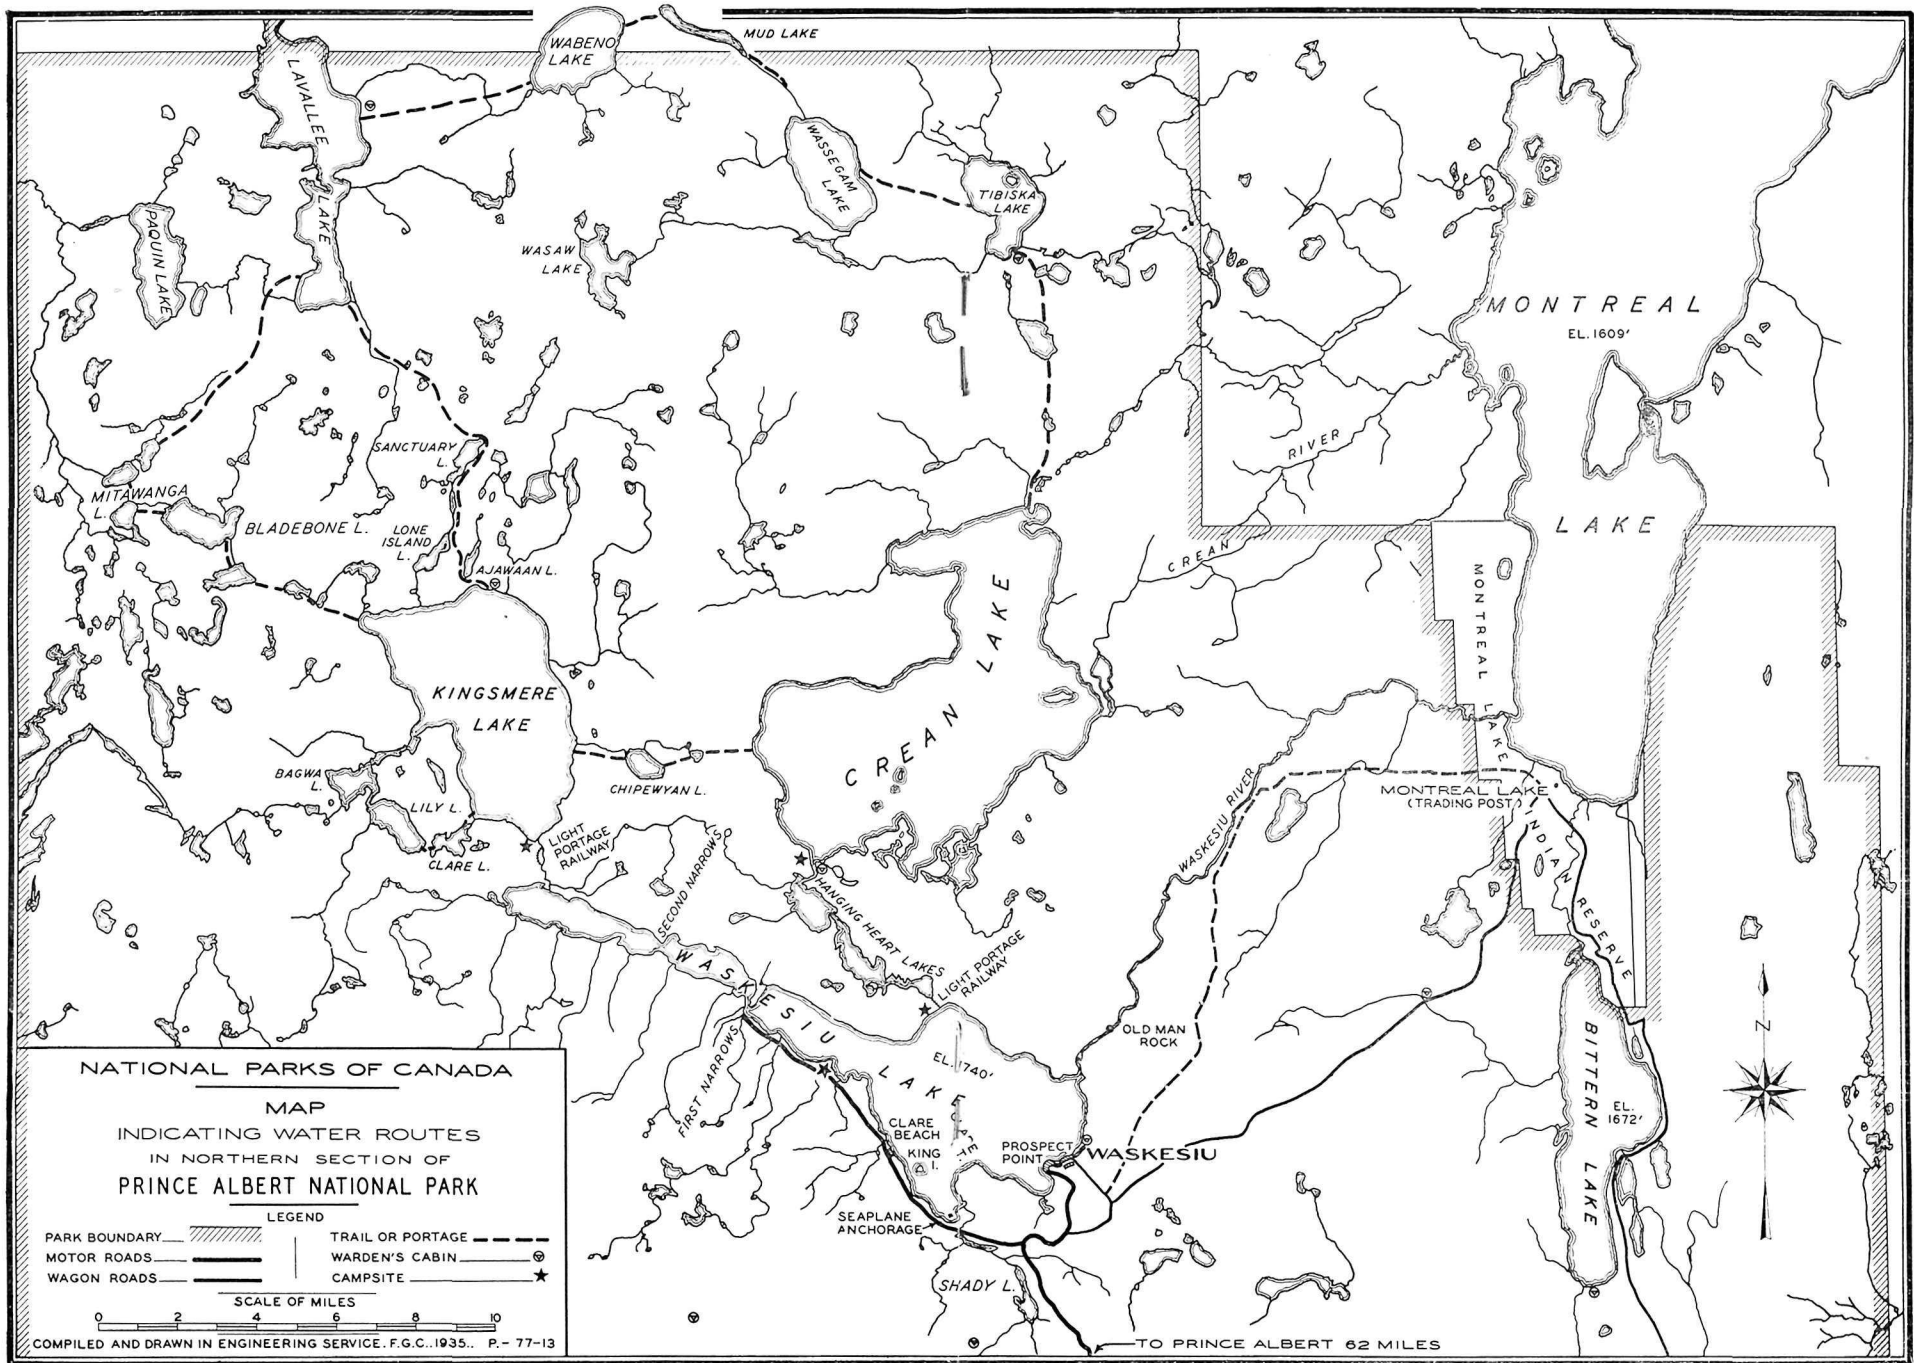 MUD LAKE
WABENO
LAKE
LAVALLEE
LAKE
WASSEGAM
LAKE
TIBISKA
LAKE
PAQUIN LAKE
WASAW
LAKE
MONTREAL
EL. 1609'
LAKE
SANCTUARY
L.
RIVER
CREAN
MITAWANGA
L.
BLADEBONE L.
LONE
ISLAND
L.
AJAWAAN L.
MONTREAL LAKE
INDIAN RESERVE
KINGSMERE
LAKE
CREAN LAKE
BAGWA
L.
LILY L.
CLARE L.
CHIPEWYAN L.
LIGHT
PORTAGE
RAILWAY
SECOND NARROWS
WASKESIU RIVER
MONTREAL LAKE
(TRADING POST)
HANGING HEART LAKES
LIGHT PORTAGE
RAILWAY
WASKESIU LAKE
EL. 1740'
FIRST NARROWS
OLD MAN
ROCK
CLARE
BEACH
KING
I.
PROSPECT
POINT
WASKESIU
SEAPLANE
ANCHORAGE
SHADY L.
BITTERN LAKE
EL.
1672'
N
TO PRINCE ALBERT 62 MILES
NATIONAL PARKS OF CANADA
MAP
INDICATING WATER ROUTES
IN NORTHERN SECTION OF
PRINCE ALBERT NATIONAL PARK
LEGEND
PARK BOUNDARY
MOTOR ROADS
WAGON ROADS
TRAIL OR PORTAGE
WARDEN'S CABIN
CAMPSITE
SCALE OF MILES
0 2 4 6 8 10
COMPILED AND DRAWN IN ENGINEERING SERVICE. F.G.C..1935.. P.-77-13